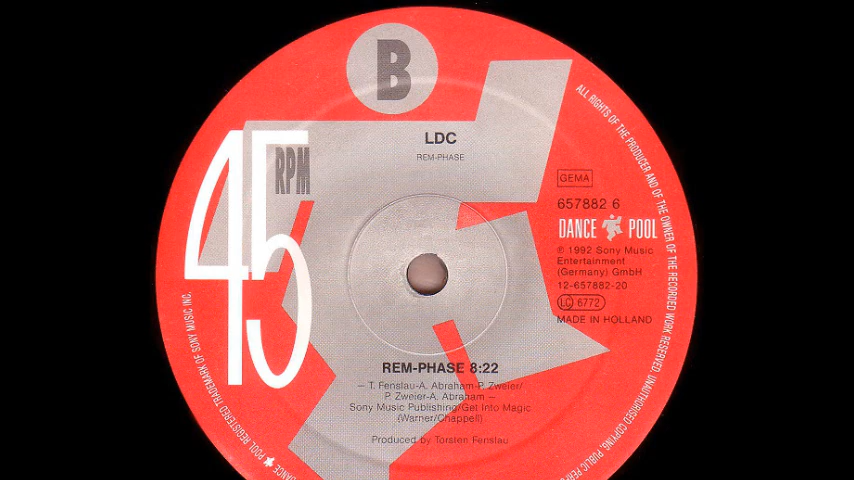 B
LDC
REM-PHASE
45
RPM
GEMA
657882 6
DANCE POOL
℗ 1992 Sony Music
Entertainment
(Germany) GmbH
12-657882-20
LC 6772
MADE IN HOLLAND
REM-PHASE 8:22
– T. Fenslau-A. Abraham-P. Zweier/
P. Zweier-A. Abraham –
Sony Music Publishing/Get Into Magic
(Warner/Chappell)
Produced by Torsten Fenslau
ALL RIGHTS OF THE PRODUCER AND OF THE OWNER OF THE RECORDED WORK RESERVED. UNAUTHORISED COPYING, PUBLIC
DANCE POOL REGISTERED TRADEMARK OF SONY MUSIC INC.